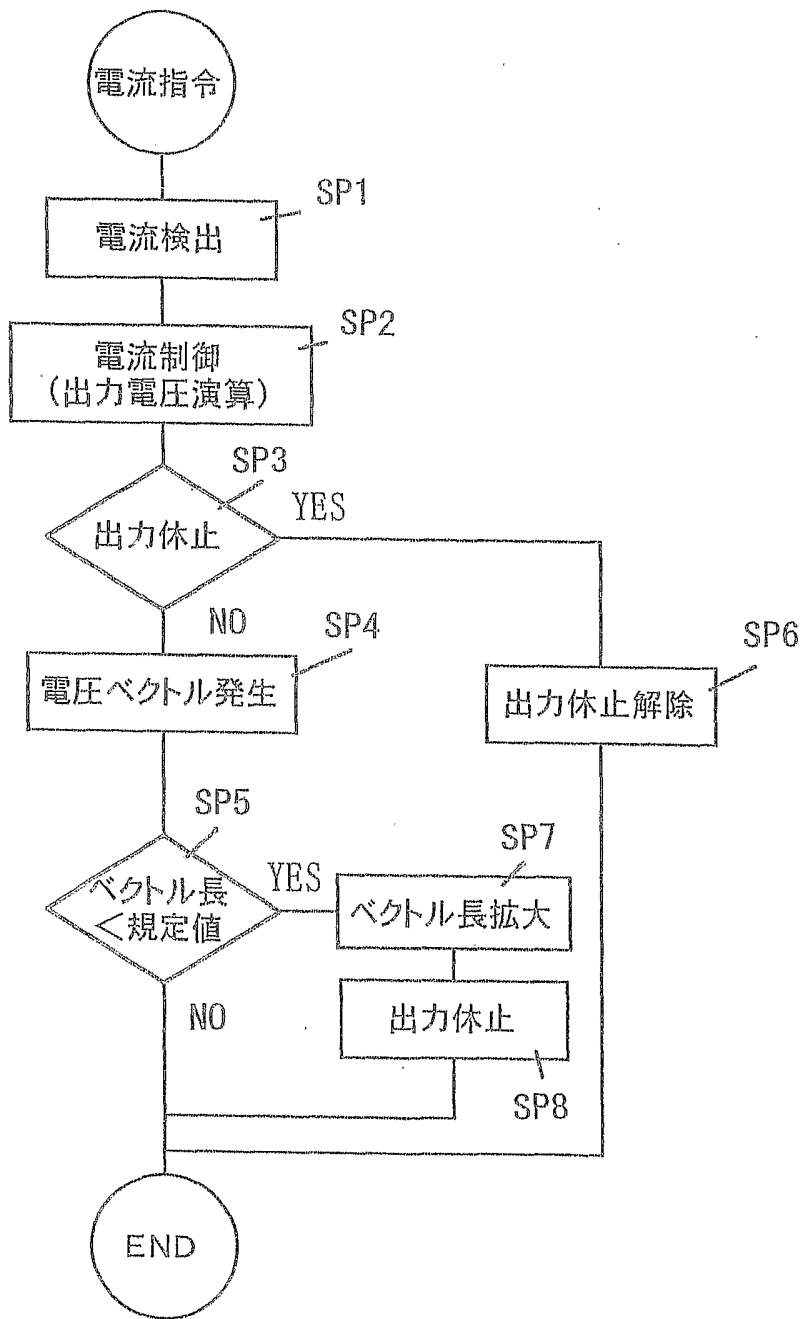 電流指令
SP1
電流検出
SP2
電流制御
(出力電圧演算)
SP3
出力休止
YES
NO
SP4
電圧ベクトル発生
SP6
出力休止解除
SP5
ベクトル長
<規定値
YES
SP7
ベクトル長拡大
NO
出力休止
SP8
END